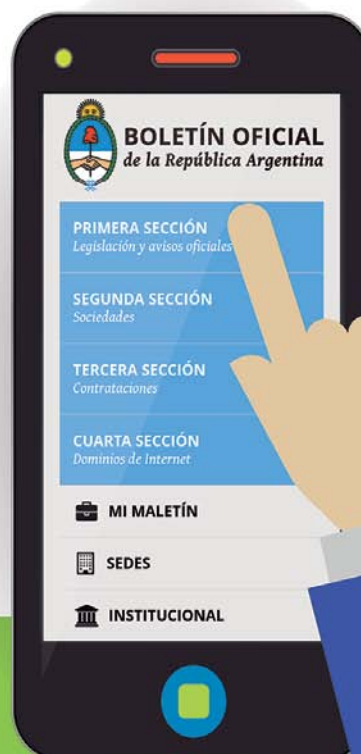 BOLETÍN OFICIAL
de la República Argentina
PRIMERA SECCIÓN
Legislación y avisos oficiales
SEGUNDA SECCIÓN
Sociedades
TERCERA SECCIÓN
Contrataciones
CUARTA SECCIÓN
Dominios de Internet
MI MALETÍN
SEDES
INSTITUCIONAL